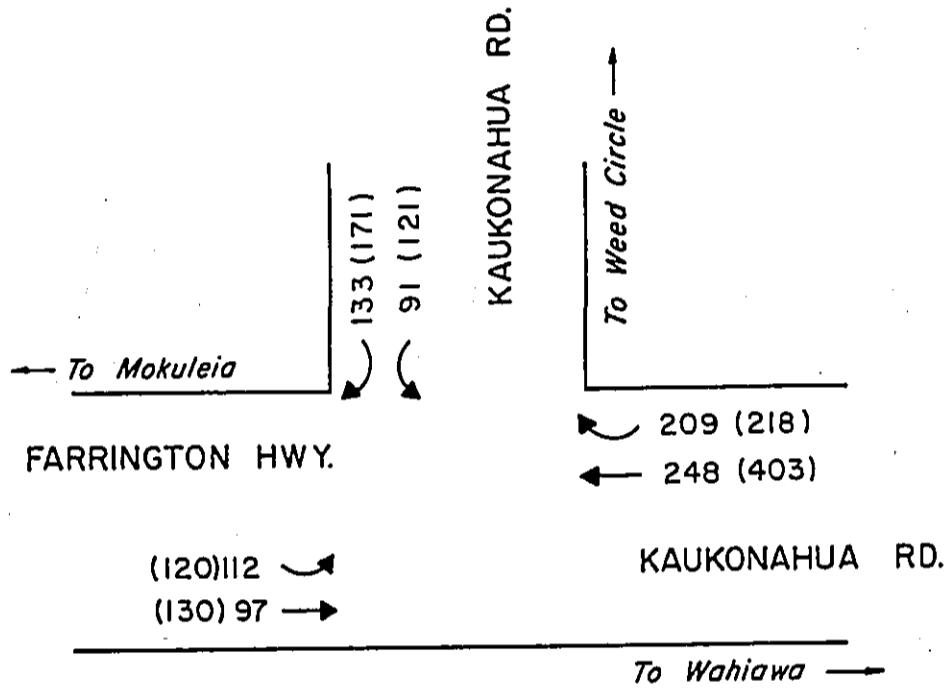 KAUKONAHUA RD.
To Weed Circle
133 (171)
91 (121)
To Mokuleia
209 (218)
FARRINGTON HWY.
248 (403)
(120)112
KAUKONAHUA RD.
(130) 97
To Wahiawa